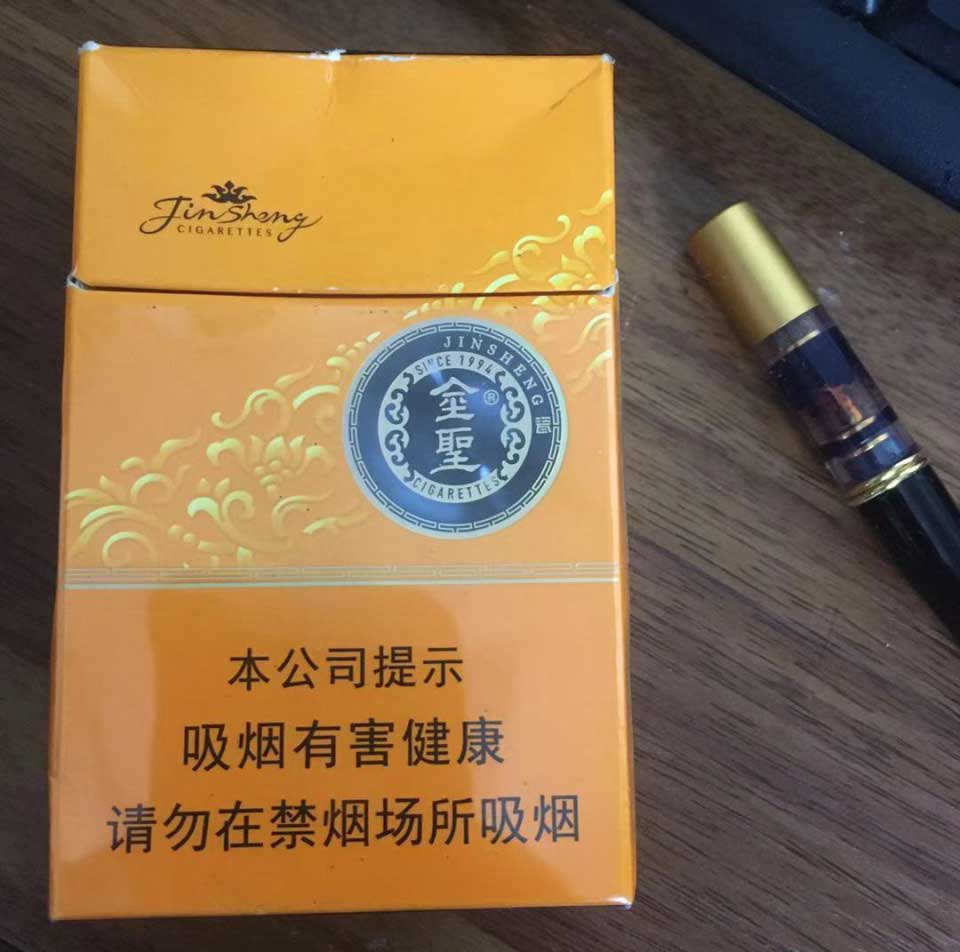 Jinsheng
CIGARETTES
JINSHENG
SINCE 1994
金聖®
CIGARETTES
本公司提示
吸烟有害健康
请勿在禁烟场所吸烟